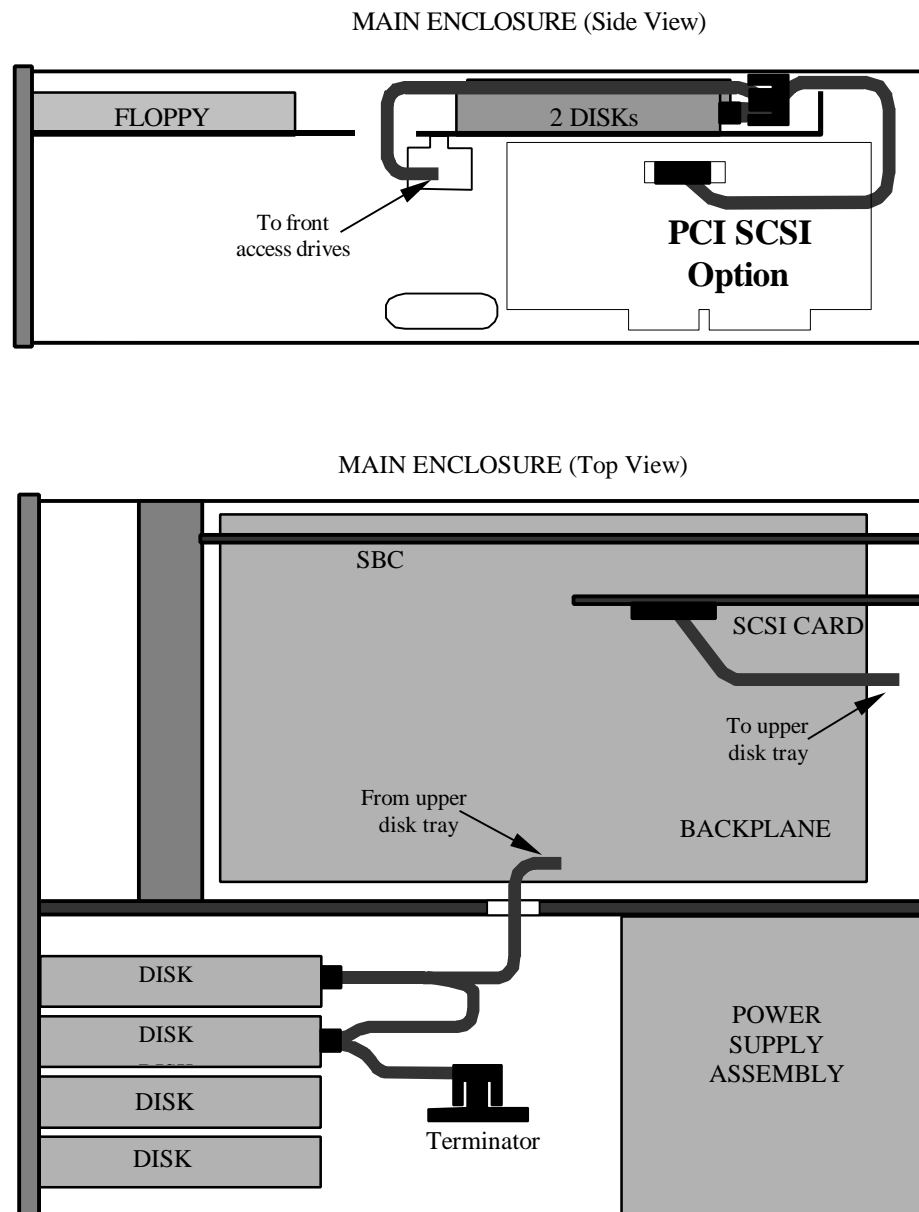 MAIN ENCLOSURE (Side View)
FLOPPY
2 DISKs
To front
access drives
PCI SCSI
Option
MAIN ENCLOSURE (Top View)
SBC
SCSI CARD
To upper
disk tray
From upper
disk tray
BACKPLANE
DISK
DISK
DISK
DISK
POWER
SUPPLY
ASSEMBLY
Terminator